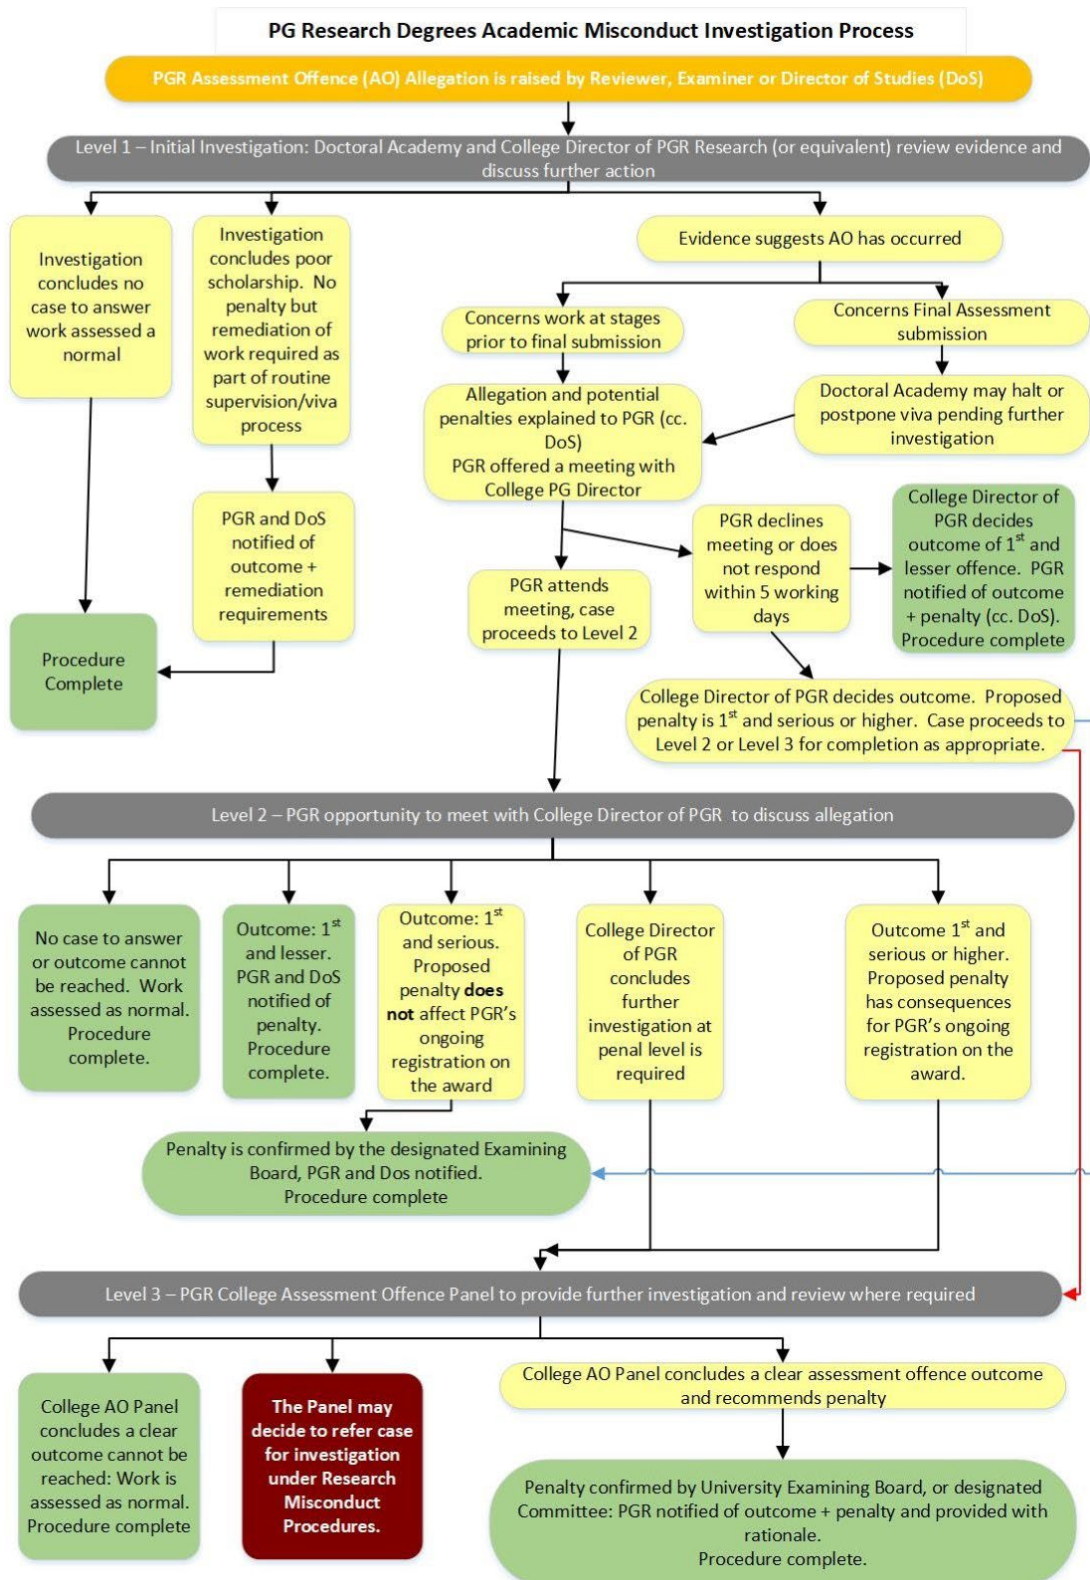 PG Research Degrees Academic Misconduct Investigation Process
PGR Assessment Offence (AO) Allegation is raised by Reviewer, Examiner or Director of Studies (DoS)
Level 1 – Initial Investigation: Doctoral Academy and College Director of PGR Research (or equivalent) review evidence and
discuss further action
Investigation
concludes no
case to answer
work assessed a
normal
Investigation
concludes poor
scholarship. No
penalty but
remediation of
work required as
part of routine
supervision/viva
process
Evidence suggests AO has occurred
Concerns work at stages
prior to final submission
Concerns Final Assessment
submission
Allegation and potential
penalties explained to PGR (cc.
DoS)
PGR offered a meeting with
College PG Director
Doctoral Academy may halt or
postpone viva pending further
investigation
PGR and DoS
notified of
outcome +
remediation
requirements
Procedure
Complete
PGR attends
meeting, case
proceeds to Level 2
PGR declines
meeting or does
not respond
within 5 working
days
College Director of
PGR decides
outcome of 1st and
lesser offence. PGR
notified of outcome
+ penalty (cc. DoS).
Procedure complete
College Director of PGR decides outcome. Proposed
penalty is 1st and serious or higher. Case proceeds to
Level 2 or Level 3 for completion as appropriate.
Level 2 – PGR opportunity to meet with College Director of PGR to discuss allegation
No case to answer
or outcome cannot
be reached. Work
assessed as normal.
Procedure
complete.
Outcome: 1st
and lesser.
PGR and DoS
notified of
penalty.
Procedure
complete.
Outcome: 1st
and serious.
Proposed
penalty does
not affect PGR's
ongoing
registration on
the award
College Director
of PGR
concludes
further
investigation at
penal level is
required
Outcome 1st and
serious or higher.
Proposed penalty
has consequences
for PGR's ongoing
registration on the
award.
Penalty is confirmed by the designated Examining
Board, PGR and Dos notified.
Procedure complete
Level 3 – PGR College Assessment Offence Panel to provide further investigation and review where required
College AO Panel
concludes a clear
outcome cannot be
reached: Work is
assessed as normal.
Procedure complete
The Panel may
decide to refer case
for investigation
under Research
Misconduct
Procedures.
College AO Panel concludes a clear assessment offence outcome
and recommends penalty
Penalty confirmed by University Examining Board, or designated
Committee: PGR notified of outcome + penalty and provided with
rationale.
Procedure complete.